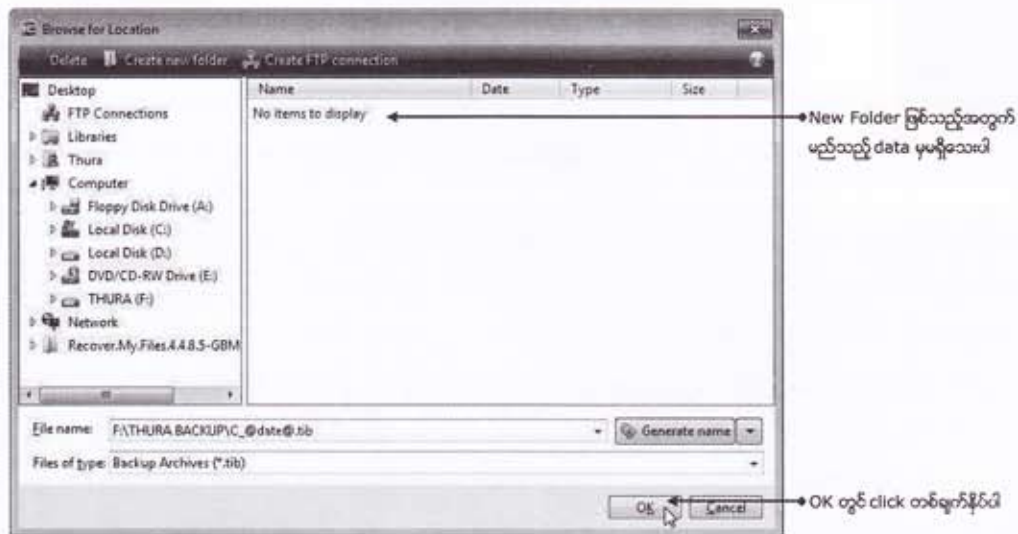 Browse for Location
Delete Create new folder Create FTP connection
Desktop
FTP Connections
Libraries
Thura
Computer
Floppy Disk Drive (A:)
Local Disk (C:)
Local Disk (D:)
DVD/CD-RW Drive (E:)
THURA (F:)
Network
Recover.My.Files.4.4.8.5-GBM
Name Date Type Size
No items to display
New Folder ဖြစ်သည့်အတွက်
မည်သည့် data မှမရှိသေးပါ
File name: F:\THURA BACKUP\C_@date@.tib Generate name
Files of type: Backup Archives (*.tib)
OK Cancel
OK တွင် click တစ်ချက်နှိပ်ပါ